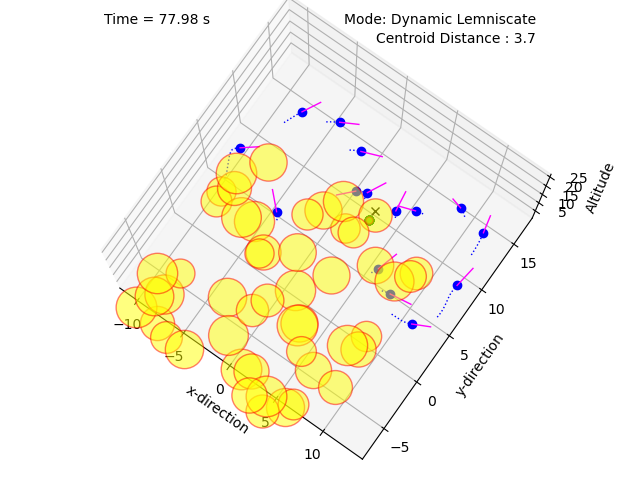 Time = 77.98 s
Mode: Dynamic Lemniscate
Centroid Distance : 3.7
25
20
15
10
5
Altitude
15
10
5
0
−5
y-direction
−10
−5
0
5
10
x-direction